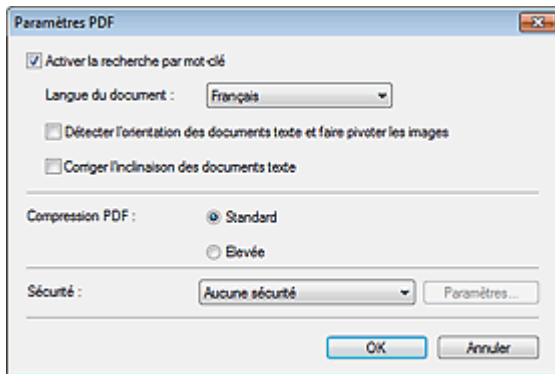 Paramètres PDF
Activer la recherche par mot-clé
Langue du document : Français
Détecter l'orientation des documents texte et faire pivoter les images
Corriger l'inclinaison des documents texte
Compression PDF : Standard
Elevée
Sécurité : Aucune sécurité Paramètres...
OK Annuler